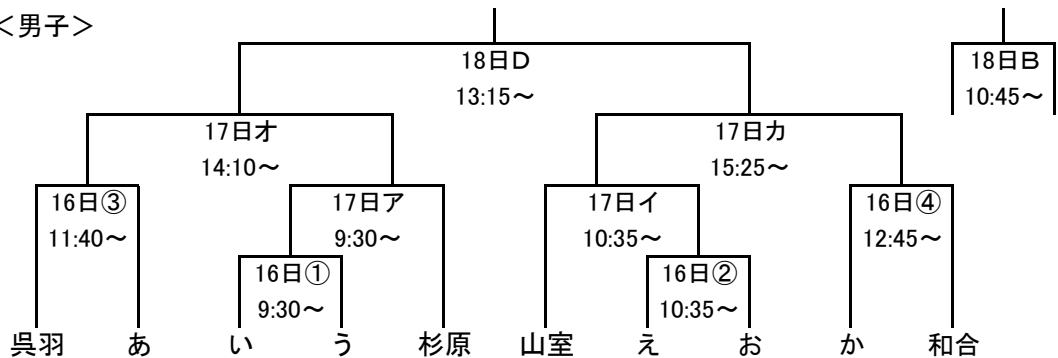 ＜男子＞
18日D
13:15～
18日B
10:45～
17日オ
14:10～
17日カ
15:25～
16日③
11:40～
17日ア
9:30～
17日イ
10:35～
16日④
12:45～
16日①
9:30～
16日②
10:35～
呉羽 あ い う 杉原 山室 え お か 和合